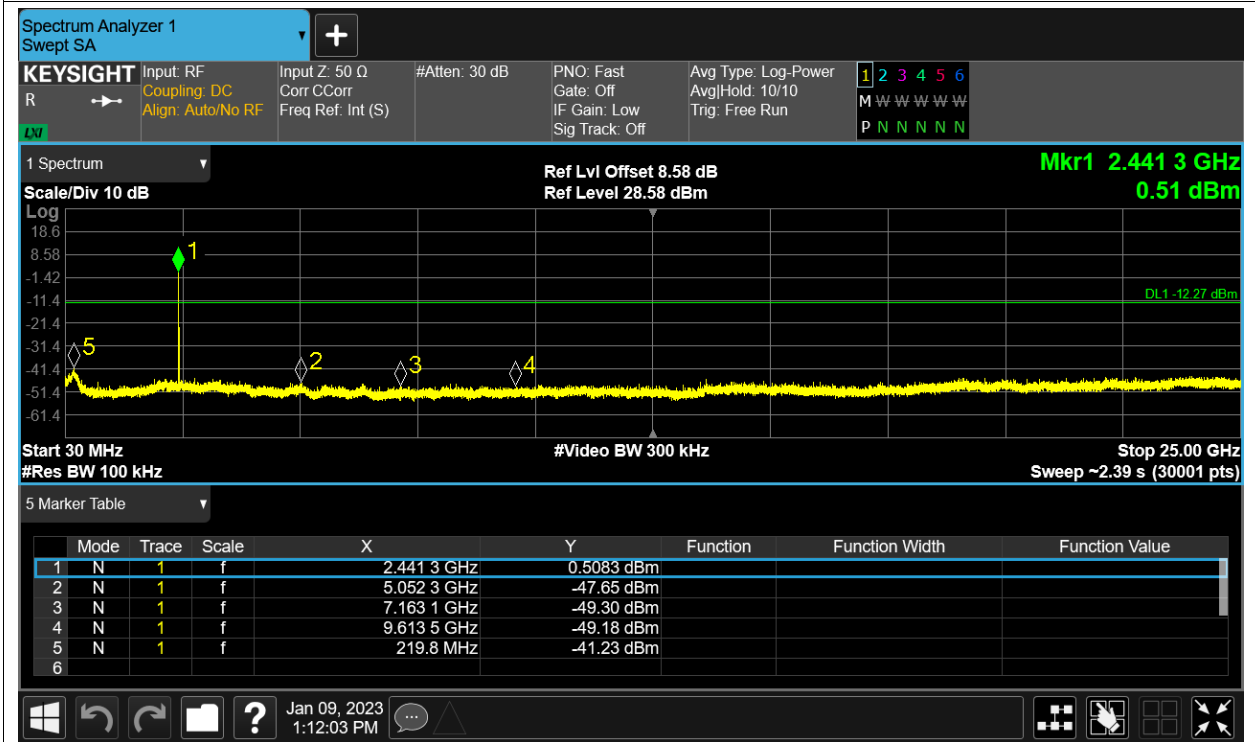 Spectrum Analyzer 1
Swept SA
+
KEYSIGHT Input: RF Input Z: 50 Ω #Atten: 30 dB PNO: Fast Avg Type: Log-Power 1 2 3 4 5 6
R Coupling: DC Corr CCorr Gate: Off Avg|Hold: 10/10 M W W W W W
Align: Auto/No RF Freq Ref: Int (S) IF Gain: Low Trig: Free Run
LXI Sig Track: Off P N N N N N
1 Spectrum Ref Lvl Offset 8.58 dB Mkr1 2.441 3 GHz
Scale/Div 10 dB Ref Level 28.58 dBm 0.51 dBm
Log
18.6
8.58 1
-1.42
-11.4 DL1 -12.27 dBm
-21.4
-31.4 5
-41.4 2 3 4
-51.4
-61.4
Start 30 MHz #Video BW 300 kHz Stop 25.00 GHz
#Res BW 100 kHz Sweep ~2.39 s (30001 pts)
5 Marker Table
Mode Trace Scale X Y Function Function Width Function Value
1 N 1 f 2.441 3 GHz 0.5083 dBm
2 N 1 f 5.052 3 GHz -47.65 dBm
3 N 1 f 7.163 1 GHz -49.30 dBm
4 N 1 f 9.613 5 GHz -49.18 dBm
5 N 1 f 219.8 MHz -41.23 dBm
6
? Jan 09, 2023
1:12:03 PM